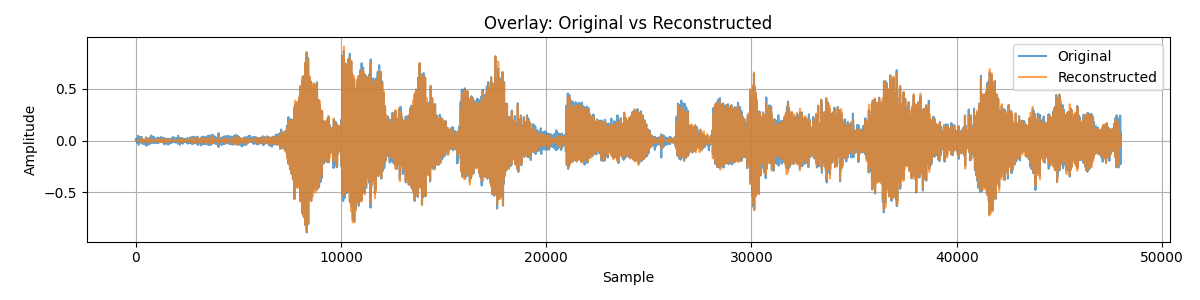 Overlay: Original vs Reconstructed
Original
Reconstructed
Amplitude
0.5
0.0
−0.5
0
10000
20000
30000
40000
50000
Sample